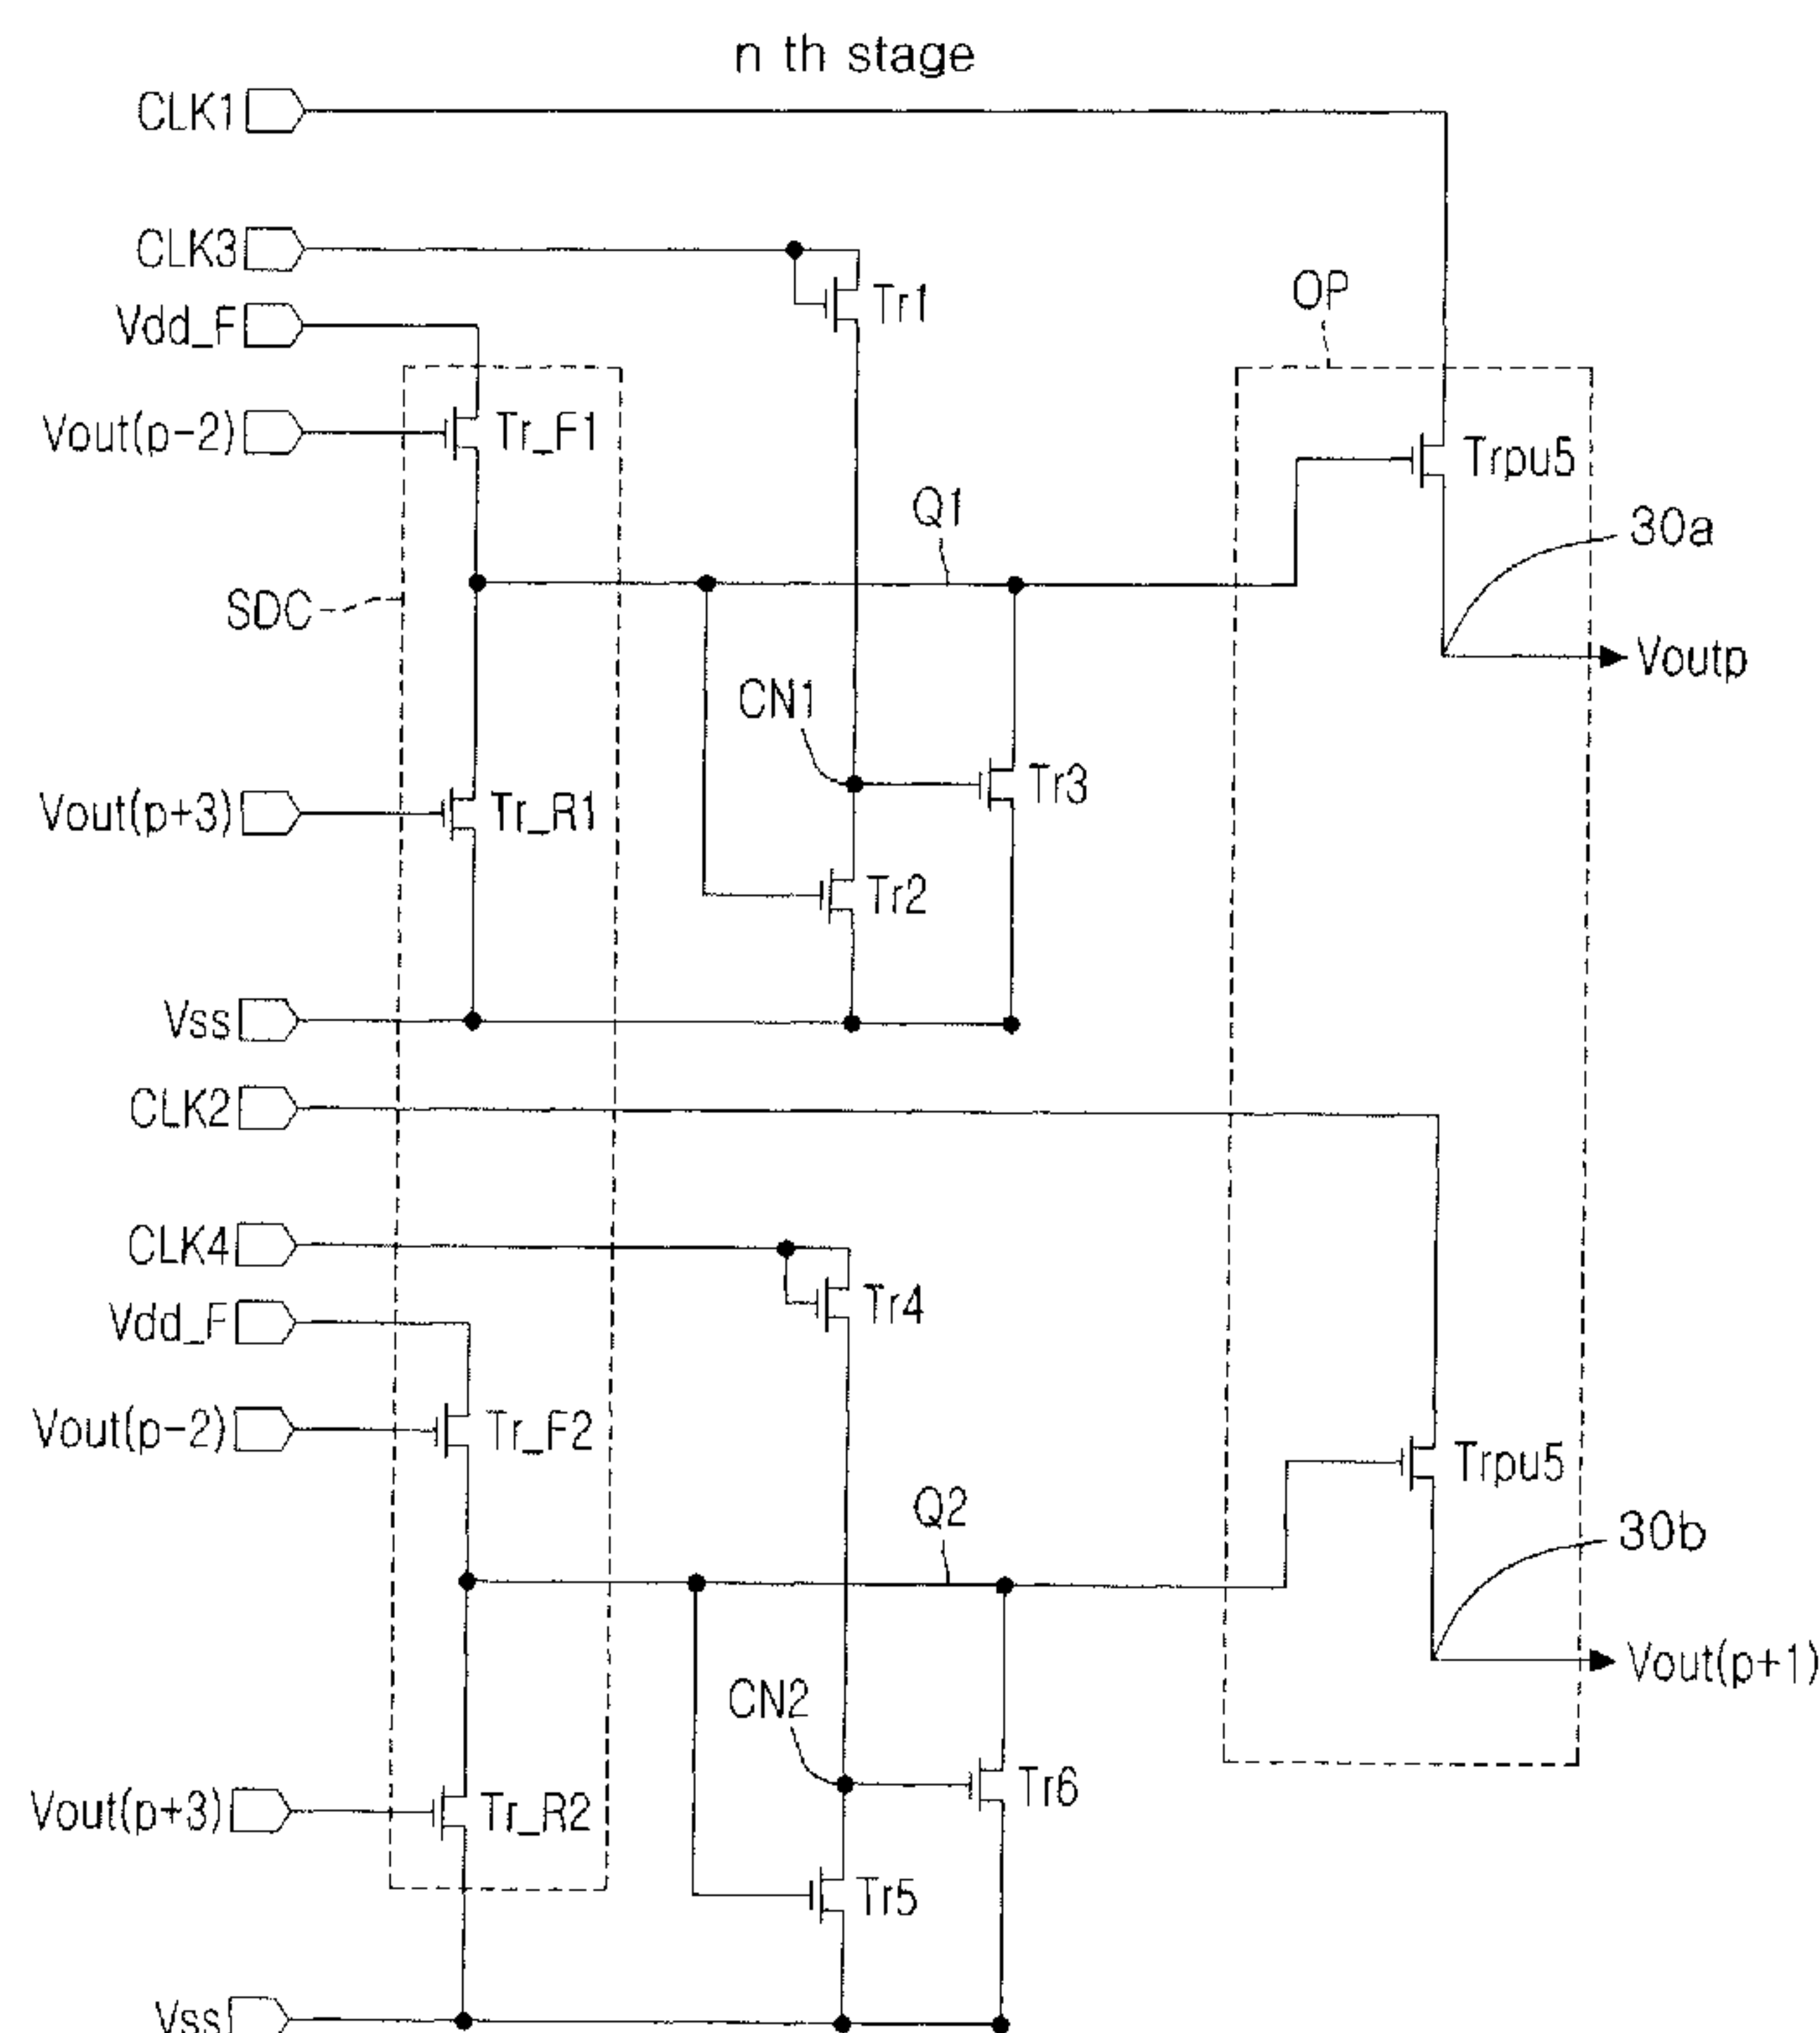 n th stage
CLK1
CLK3
Tr1
OP
Vdd_F
Vout(p-2)
Tr_F1
Trpu5
Q1
30a
SDC
Voutp
CN1
Vout(p+3)
Tr_R1
Tr3
Tr2
Vss
CLK2
CLK4
Tr4
Vdd_F
Vout(p-2)
Tr_F2
Trpu5
Q2
30b
Vout(p+1)
CN2
Vout(p+3)
Tr_R2
Tr6
Tr5
Vss